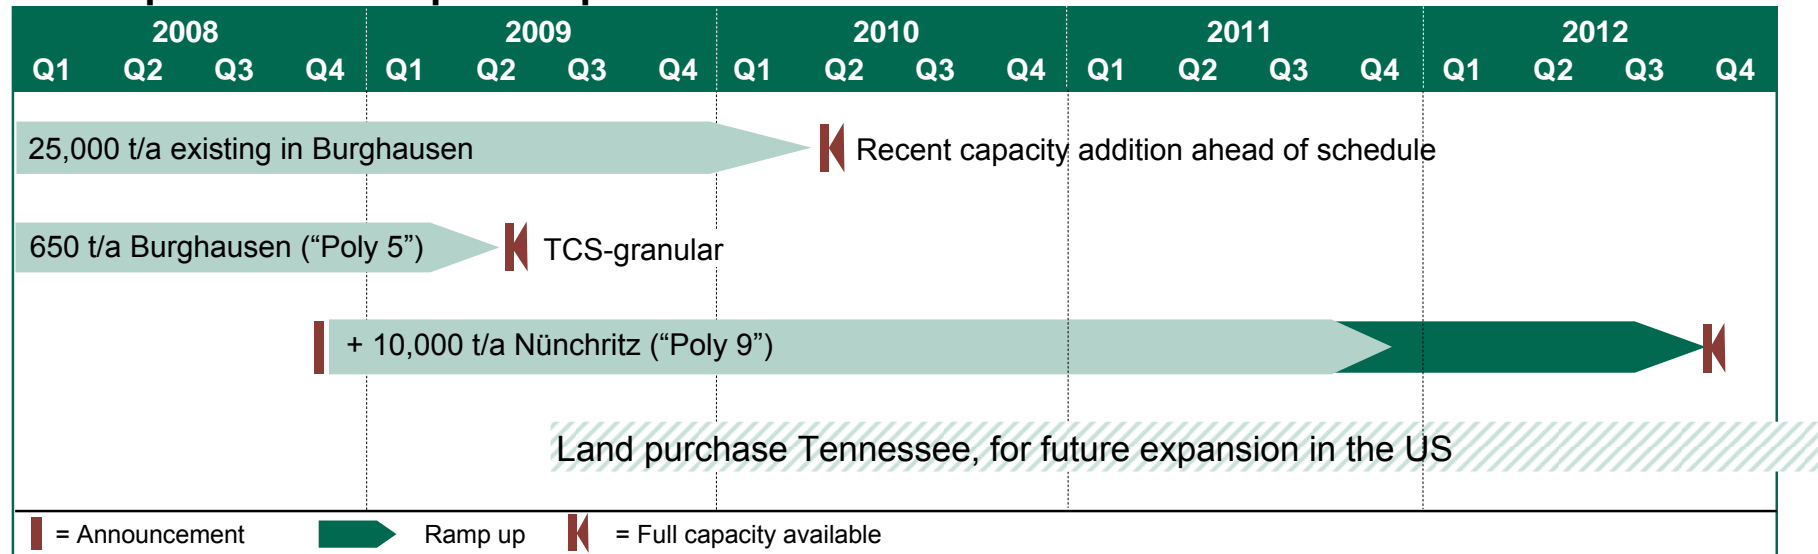 2008 2009 2010 2011 2012
Q1 Q2 Q3 Q4 Q1 Q2 Q3 Q4 Q1 Q2 Q3 Q4 Q1 Q2 Q3 Q4 Q1 Q2 Q3 Q4
25,000 t/a existing in Burghausen Recent capacity addition ahead of schedule
650 t/a Burghausen (“Poly 5”) TCS-granular
+ 10,000 t/a Nünchritz (“Poly 9”)
Land purchase Tennessee, for future expansion in the US
= Announcement Ramp up = Full capacity available